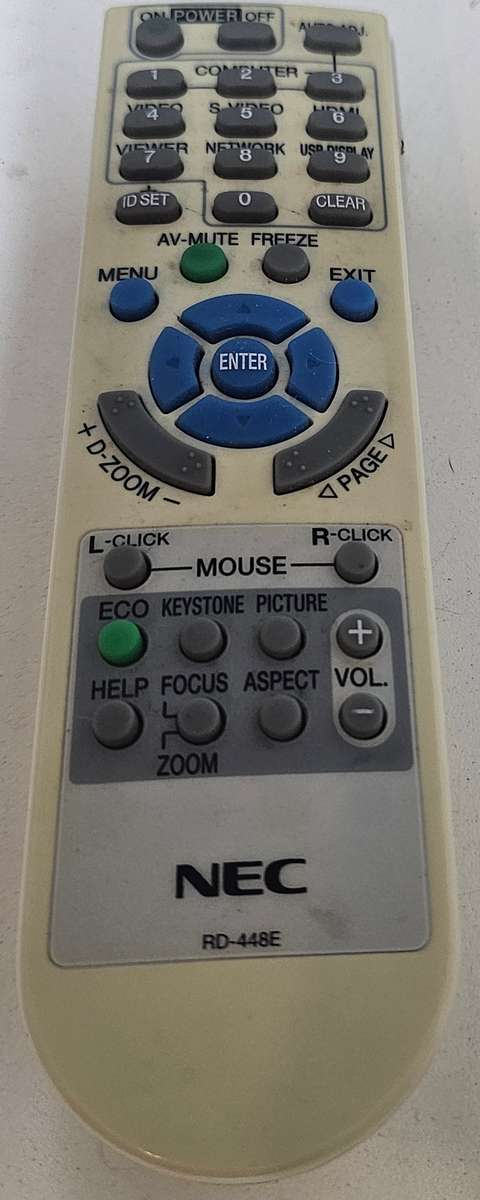 ON POWER OFF
AUTO ADJ.
COMPUTER
1 2 3
VIDEO S-VIDEO HDMI
4 5 6
VIEWER NETWORK USB DISPLAY
7 8 9
ID SET 0 CLEAR
AV-MUTE FREEZE
MENU EXIT
ENTER
+ D-ZOOM −
◁ PAGE ▷
L-CLICK R-CLICK
MOUSE
ECO KEYSTONE PICTURE
+
HELP FOCUS ASPECT VOL.
−
ZOOM
NEC
RD-448E